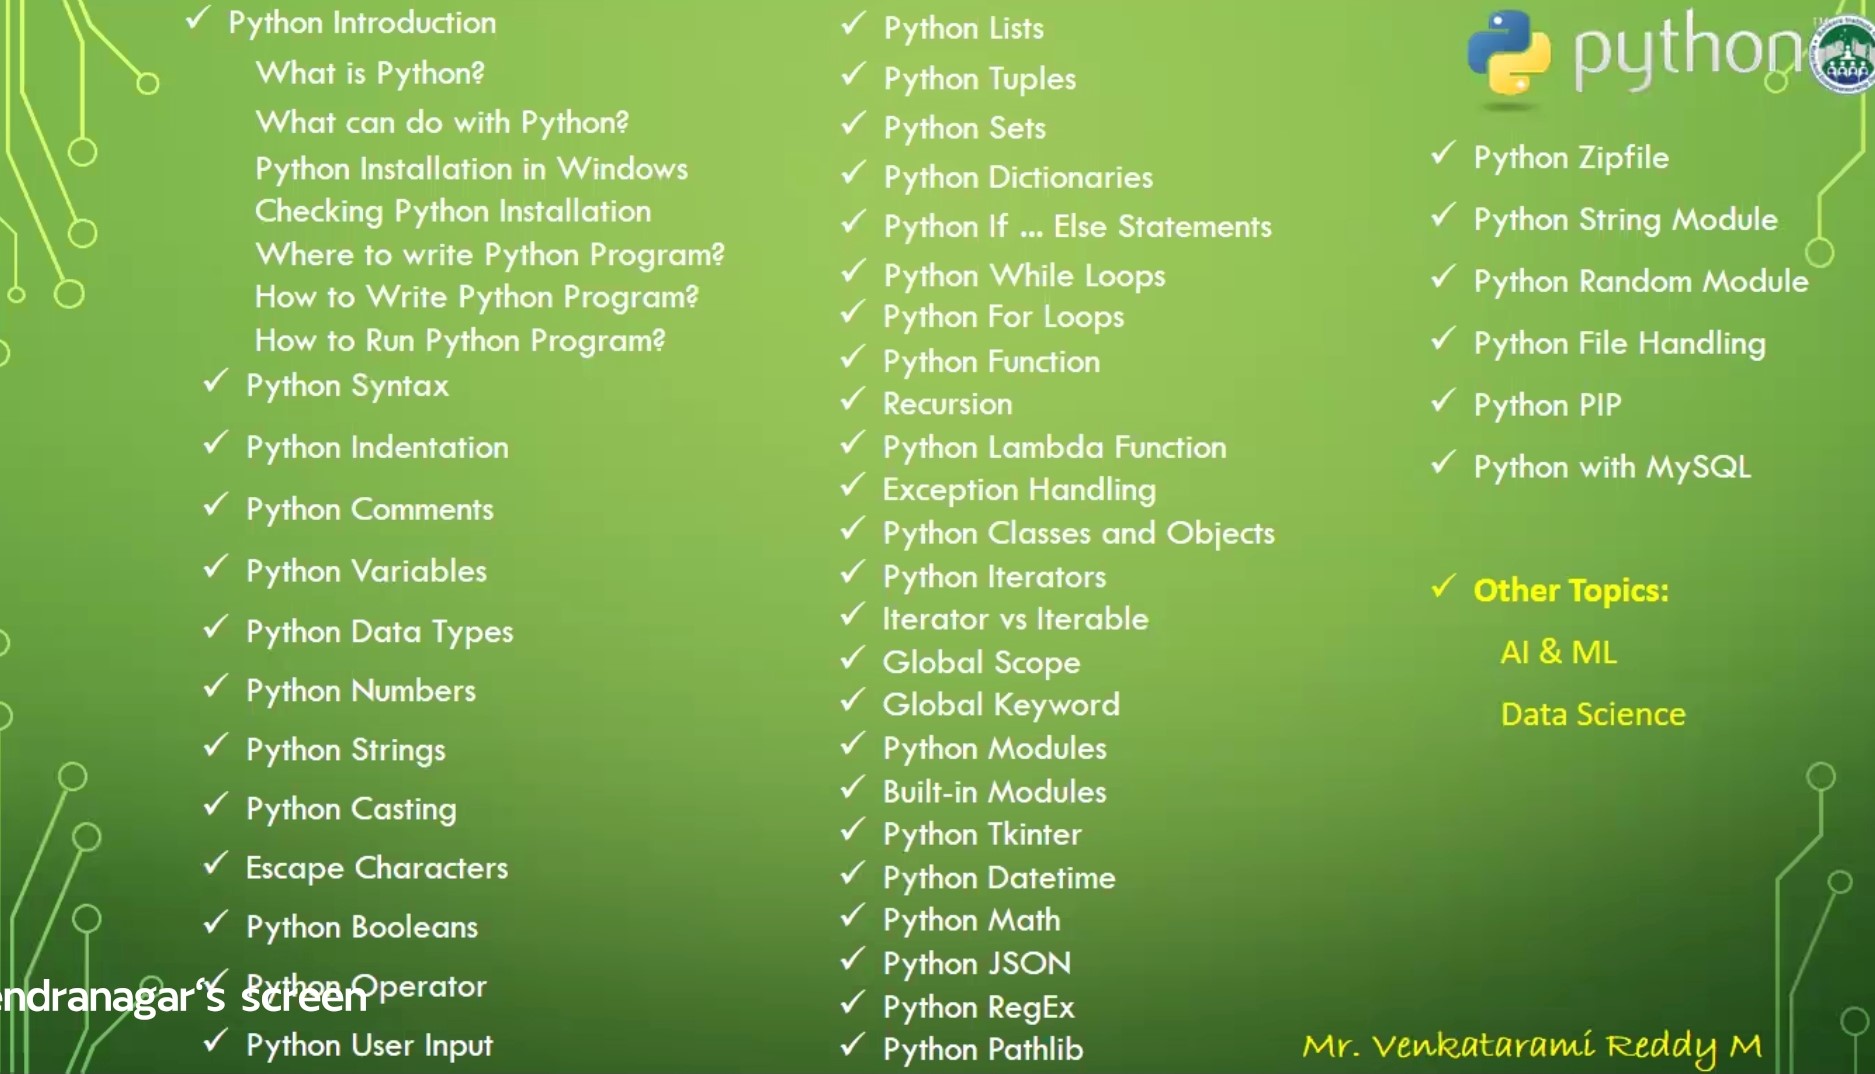 ✓ Python Introduction
What is Python?
What can do with Python?
Python Installation in Windows
Checking Python Installation
Where to write Python Program?
How to Write Python Program?
How to Run Python Program?
✓ Python Syntax
✓ Python Indentation
✓ Python Comments
✓ Python Variables
✓ Python Data Types
✓ Python Numbers
✓ Python Strings
✓ Python Casting
✓ Escape Characters
✓ Python Booleans
✓ Python Operator
endranagar‘s screen
✓ Python User Input
✓ Python Lists
✓ Python Tuples
✓ Python Sets
✓ Python Dictionaries
✓ Python If ... Else Statements
✓ Python While Loops
✓ Python For Loops
✓ Python Function
✓ Recursion
✓ Python Lambda Function
✓ Exception Handling
✓ Python Classes and Objects
✓ Python Iterators
✓ Iterator vs Iterable
✓ Global Scope
✓ Global Keyword
✓ Python Modules
✓ Built-in Modules
✓ Python Tkinter
✓ Python Datetime
✓ Python Math
✓ Python JSON
✓ Python RegEx
✓ Python Pathlib
python
✓ Python Zipfile
✓ Python String Module
✓ Python Random Module
✓ Python File Handling
✓ Python PIP
✓ Python with MySQL
✓ Other Topics:
AI & ML
Data Science
Mr. Venkatarami Reddy M